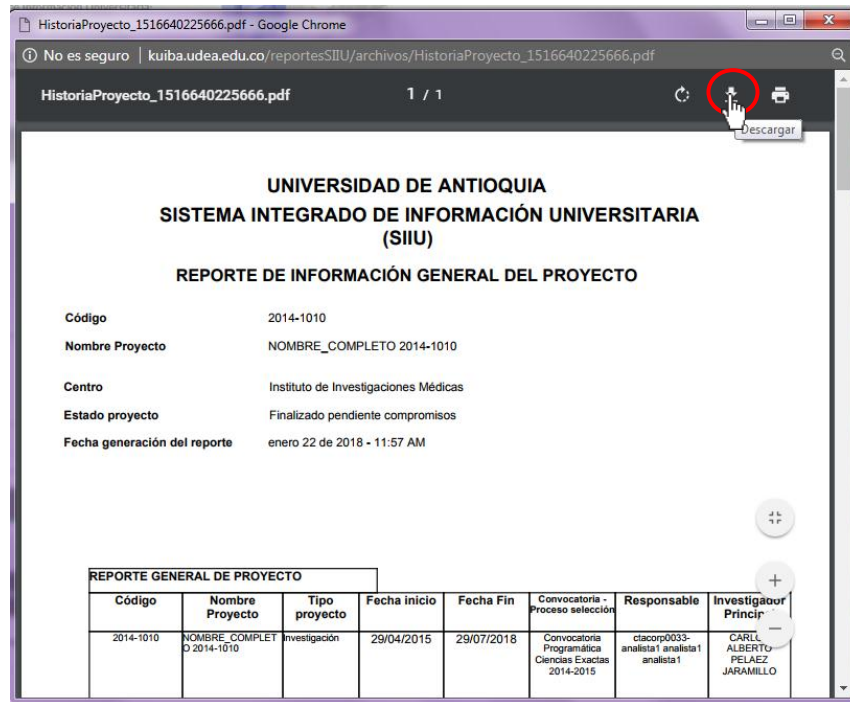 HistoriaProyecto_1516640225666.pdf - Google Chrome
No es seguro | kuiba.udea.edu.co/reportesSIIU/archivos/HistoriaProyecto_1516640225666.pdf
HistoriaProyecto_1516640225666.pdf 1 / 1
Descargar
UNIVERSIDAD DE ANTIOQUIA
SISTEMA INTEGRADO DE INFORMACIÓN UNIVERSITARIA
(SIIU)
REPORTE DE INFORMACIÓN GENERAL DEL PROYECTO
Código 2014-1010
Nombre Proyecto NOMBRE_COMPLETO 2014-1010
Centro Instituto de Investigaciones Médicas
Estado proyecto Finalizado pendiente compromisos
Fecha generación del reporte enero 22 de 2018 - 11:57 AM
REPORTE GENERAL DE PROYECTO
Código Nombre Proyecto Tipo proyecto Fecha inicio Fecha Fin Convocatoria - Proceso selección Responsable Investigador
2014-1010 NOMBRE_COMPLETO 2014-1010 Investigación 29/04/2015 29/07/2018 Convocatoria Programática Ciencias Exactas 2014-2015 ctacorp0033-analista1 analista1 analista1 ALBERTO PELAEZ JARAMILLO